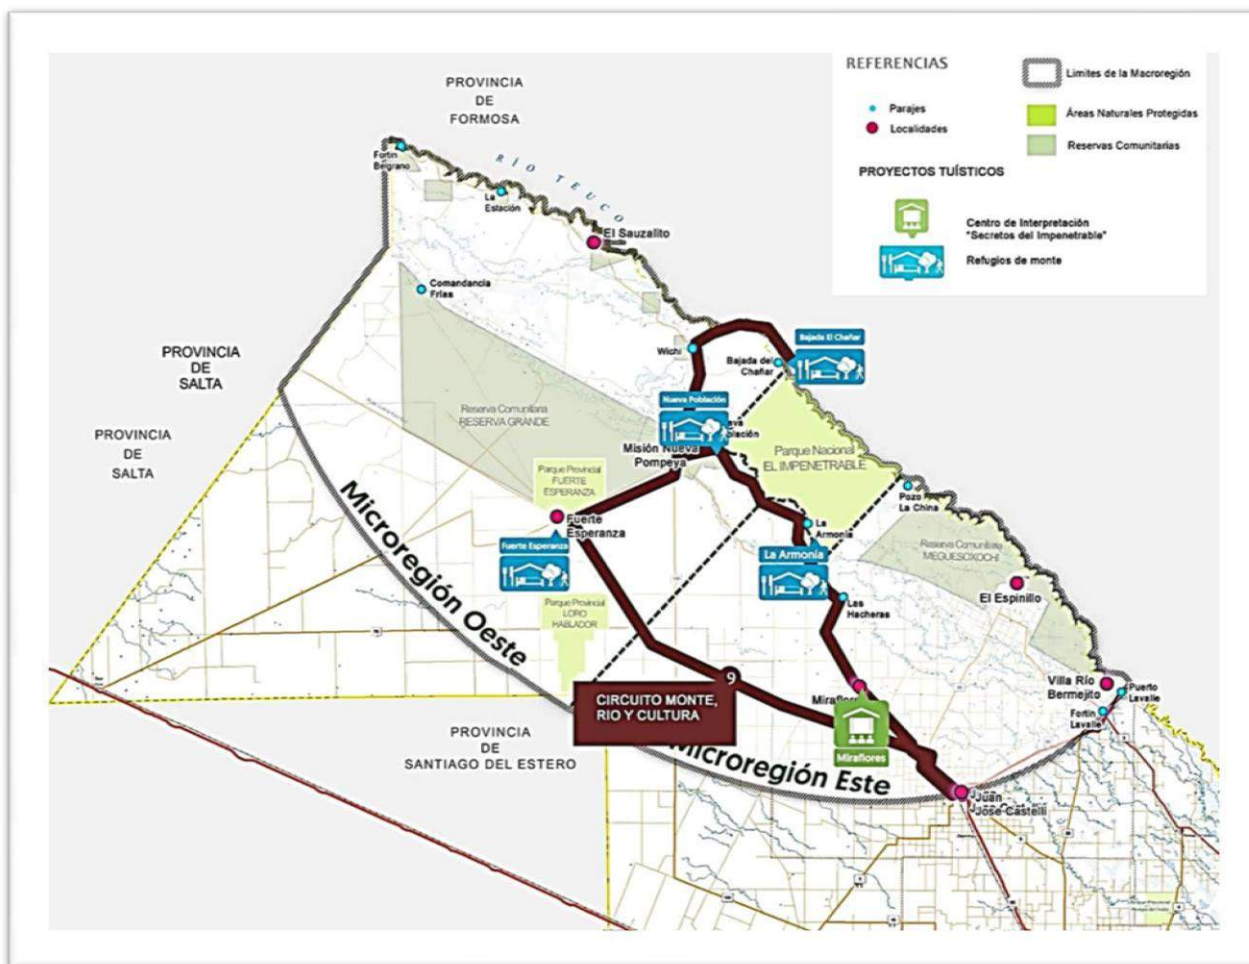 REFERENCIAS
Parajes
Localidades
Limites de la Macroregión
Áreas Naturales Protegidas
Reservas Comunitarias
PROYECTOS TUÍSTICOS
Centro de Interpretación
"Secretos del Impenetrable"
Refugios de monte
PROVINCIA
DE
FORMOSA
RÍO TEUCO
Fortín
Belgrano
La
Estación
El Sauzalito
Comandancia
Frías
PROVINCIA
DE
SALTA
PROVINCIA
DE
SALTA
Wichi
Bajada El Chañar
Bajada del
Chañar
Nueva Población
Reserva Comunitaria
RESERVA GRANDE
Misión Nueva
Pompeya
Parque Nacional
EL IMPENETRABLE
Parque Provincial
FUERTE
ESPERANZA
Fuerte
Esperanza
Fuerte Esperanza
Pozo
La China
La
Armonía
La Armonía
Reserva Comunitaria
MEGUESOXOCHI
El Espinillo
Las
Hacheras
Parque Provincial
LORO
HABLADOR
Microregión Oeste
9
CIRCUITO MONTE,
RIO Y CULTURA
Miraflores
Villa Río
Bermejito
Puerto
Lavalle
Fortín
Lavalle
PROVINCIA
DE
SANTIAGO DEL ESTERO
Microregión Este
Juan
José Castelli